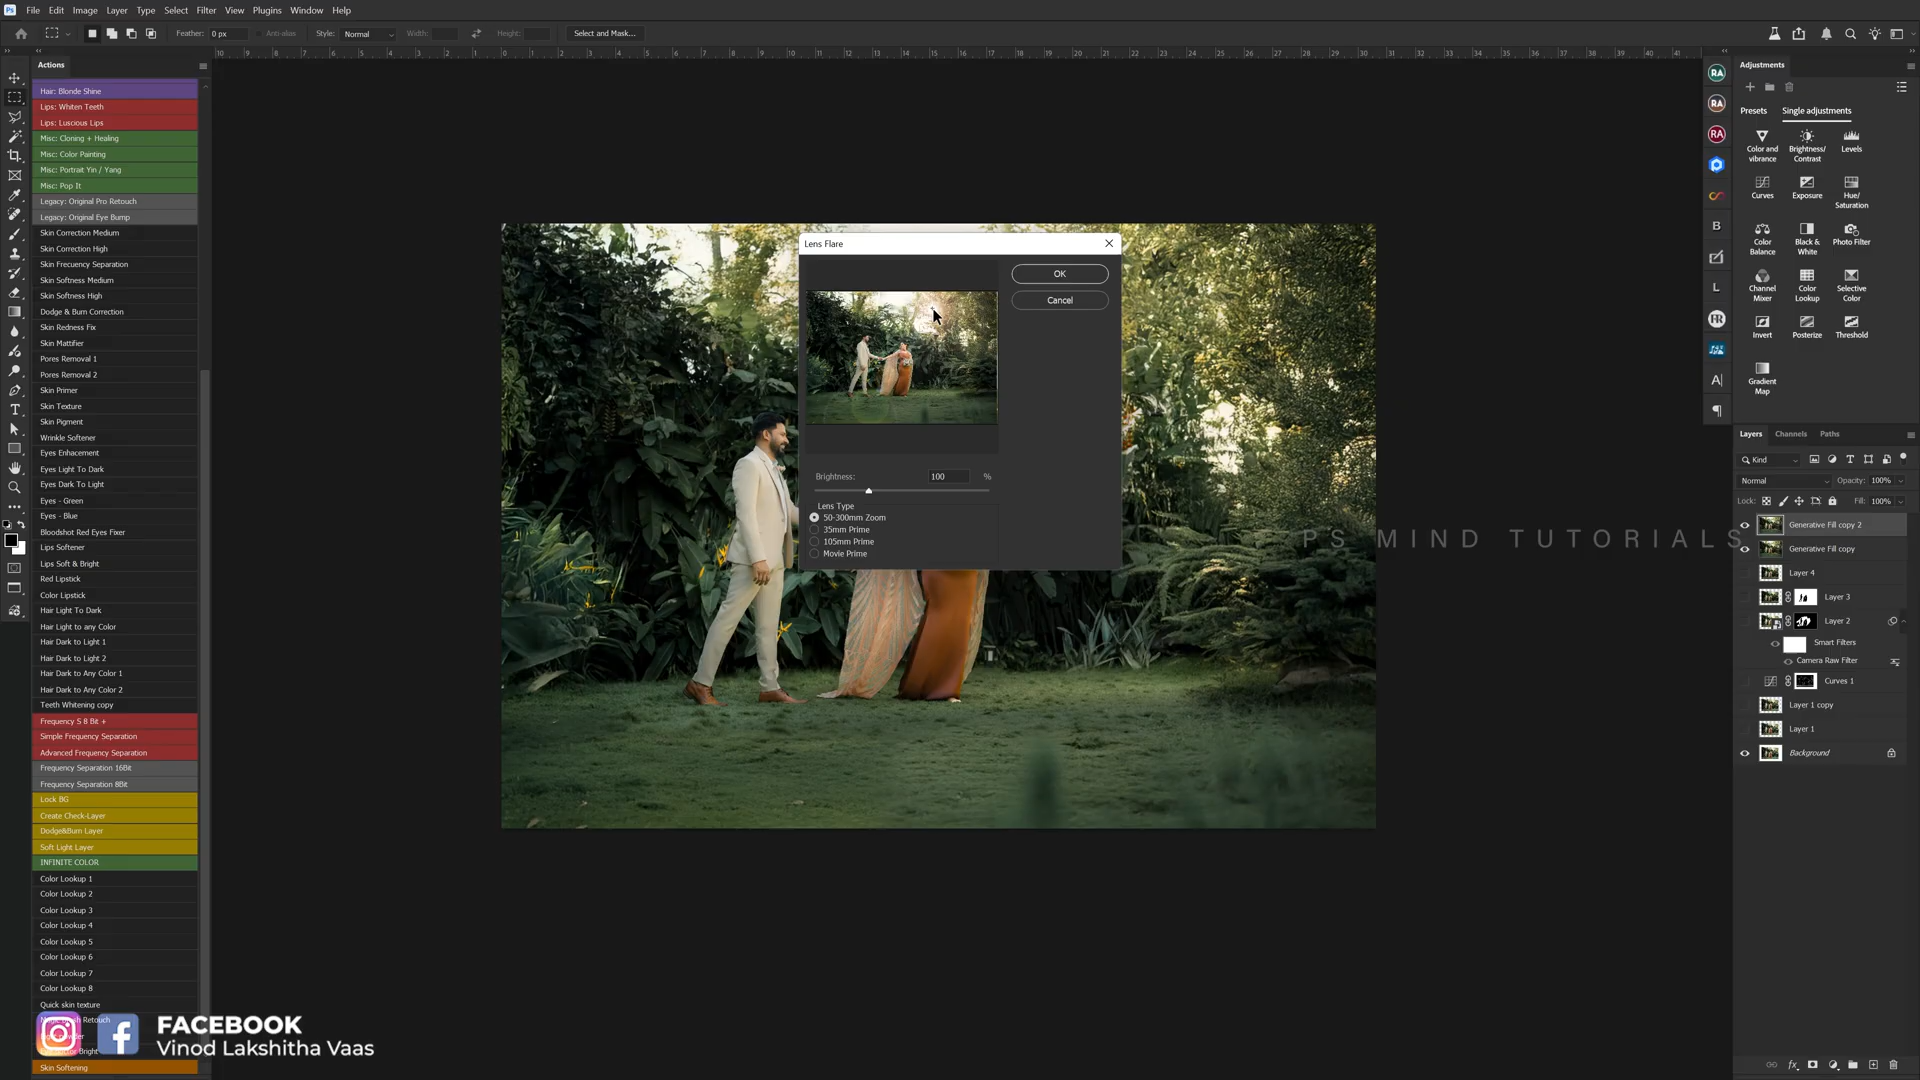 Ps File Edit Image Layer Type Select Filter View Plugins Window Help
Feather: 0 px Anti-alias Style: Normal Width: Height: Select and Mask...
Actions
Hair: Blonde Shine
Lips: Whiten Teeth
Lips: Luscious Lips
Misc: Cloning + Healing
Misc: Color Painting
Misc: Portrait Yin / Yang
Misc: Pop It
Legacy: Original Pro Retouch
Legacy: Original Eye Bump
Skin Correction Medium
Skin Correction High
Skin Frecuency Separation
Skin Softness Medium
Skin Softness High
Dodge & Burn Correction
Skin Redness Fix
Skin Mattifier
Pores Removal 1
Pores Removal 2
Skin Primer
Skin Texture
Skin Pigment
Wrinkle Softener
Eyes Enhacement
Eyes Light To Dark
Eyes Dark To Light
Eyes - Green
Eyes - Blue
Bloodshot Red Eyes Fixer
Lips Softener
Lips Soft & Bright
Red Lipstick
Color Lipstick
Hair Light To Dark
Hair Light to any Color
Hair Dark to Light 1
Hair Dark to Light 2
Hair Dark to Any Color 1
Hair Dark to Any Color 2
Teeth Whitening copy
Frequency S 8 Bit +
Simple Frequency Separation
Advanced Frequency Separation
Frequency Separation 16Bit
Frequency Separation 8Bit
Lock BG
Create Check-Layer
Dodge&Burn Layer
Soft Light Layer
INFINITE COLOR
Color Lookup 1
Color Lookup 2
Color Lookup 3
Color Lookup 4
Color Lookup 5
Color Lookup 6
Color Lookup 7
Color Lookup 8
Quick skin texture
Retouch
Bright
Skin Softening
FACEBOOK
Vinod Lakshitha Vaas
Lens Flare
OK
Cancel
Brightness: 100 %
Lens Type
50-300mm Zoom
35mm Prime
105mm Prime
Movie Prime
PS MIND TUTORIALS
RA
RA
RA
B
L
A
Adjustments
Presets Single adjustments
Color and vibrance
Brightness/ Contrast
Levels
Curves
Exposure
Hue/ Saturation
Color Balance
Black & White
Photo Filter
Channel Mixer
Color Lookup
Selective Color
Invert
Posterize
Threshold
Gradient Map
Layers Channels Paths
Kind
Normal Opacity: 100%
Lock: Fill: 100%
Generative Fill copy 2
Generative Fill copy
Layer 4
Layer 3
Layer 2
Smart Filters
Camera Raw Filter
Curves 1
Layer 1 copy
Layer 1
Background
fx